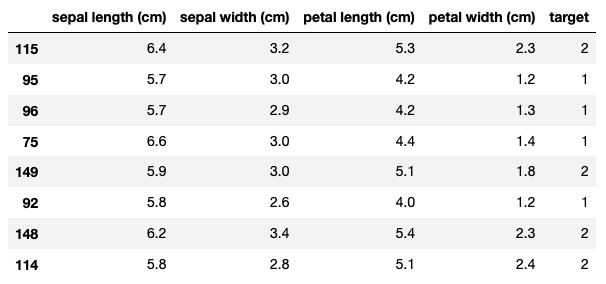 sepal length (cm) sepal width (cm) petal length (cm) petal width (cm) target
115 6.4 3.2 5.3 2.3 2
95 5.7 3.0 4.2 1.2 1
96 5.7 2.9 4.2 1.3 1
75 6.6 3.0 4.4 1.4 1
149 5.9 3.0 5.1 1.8 2
92 5.8 2.6 4.0 1.2 1
148 6.2 3.4 5.4 2.3 2
114 5.8 2.8 5.1 2.4 2